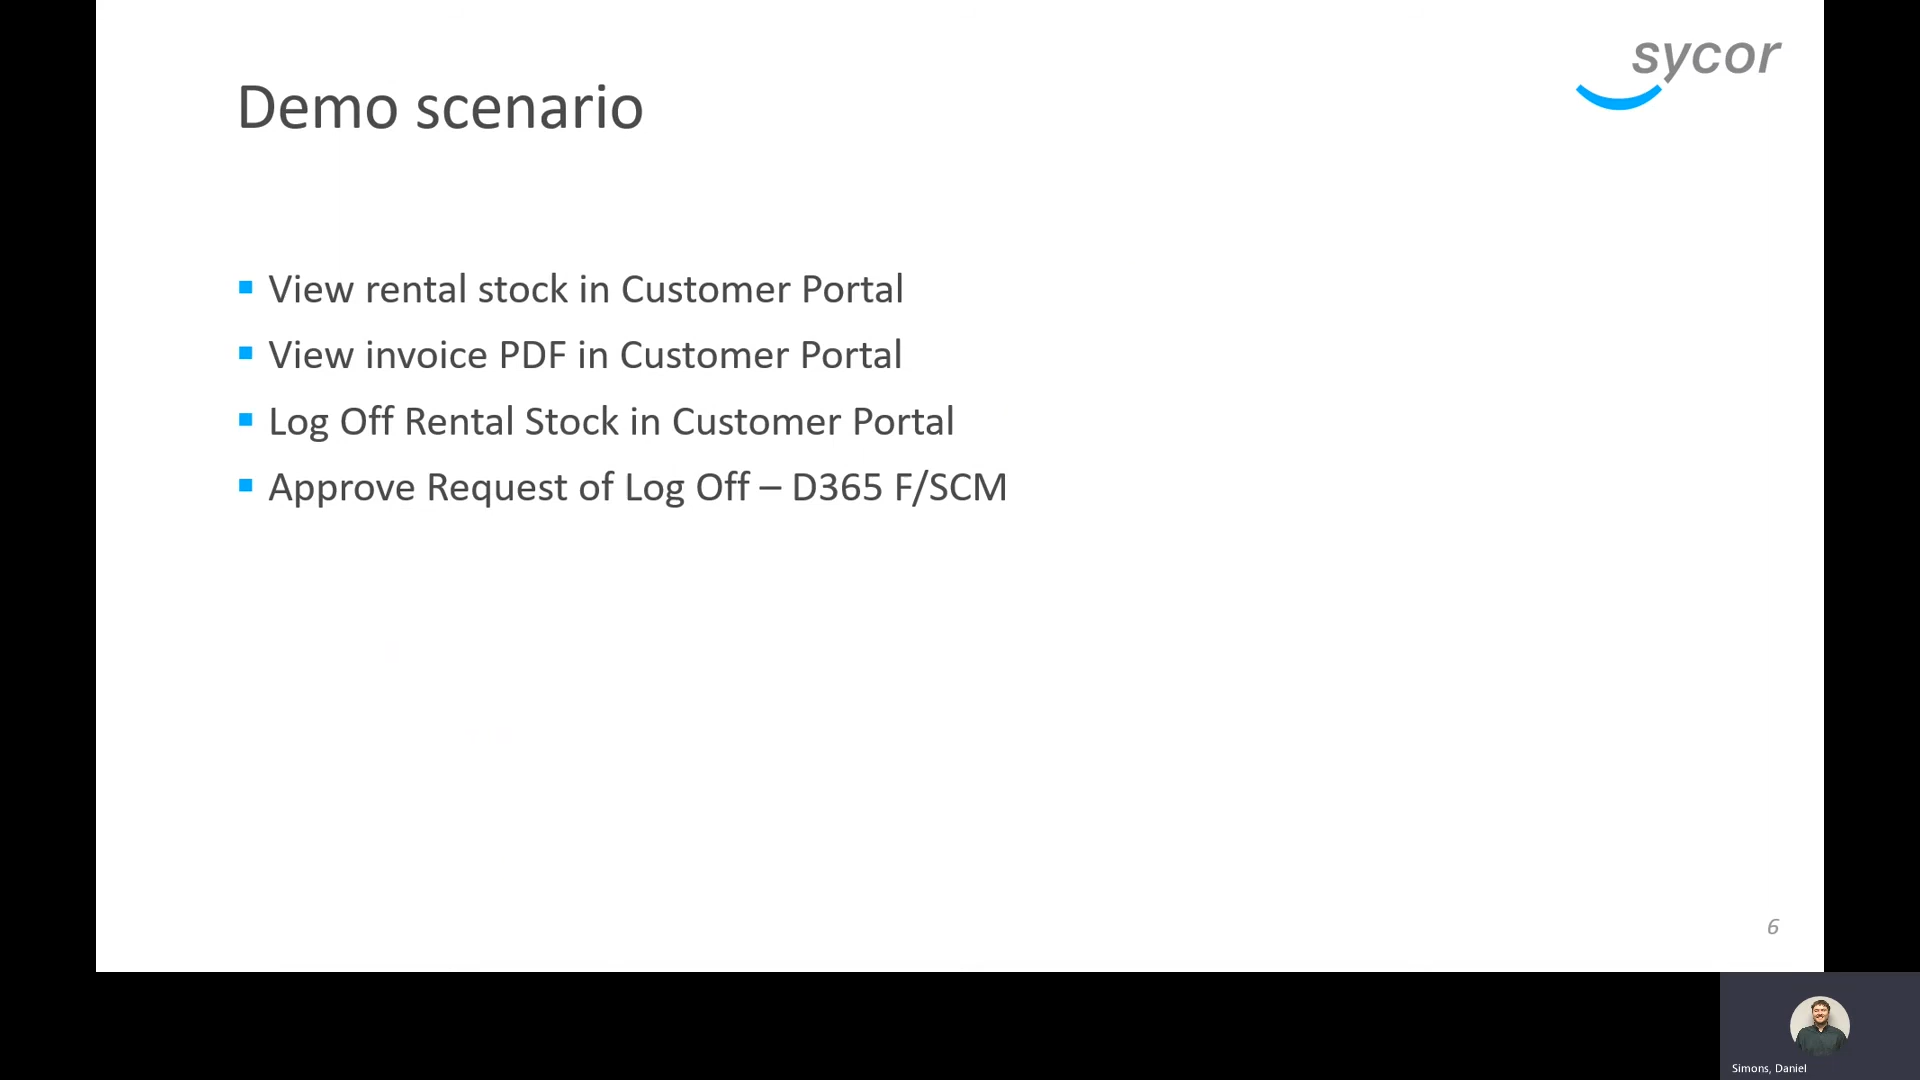 sycor
Demo scenario
View rental stock in Customer Portal
View invoice PDF in Customer Portal
Log Off Rental Stock in Customer Portal
Approve Request of Log Off – D365 F/SCM
6
Simons, Daniel